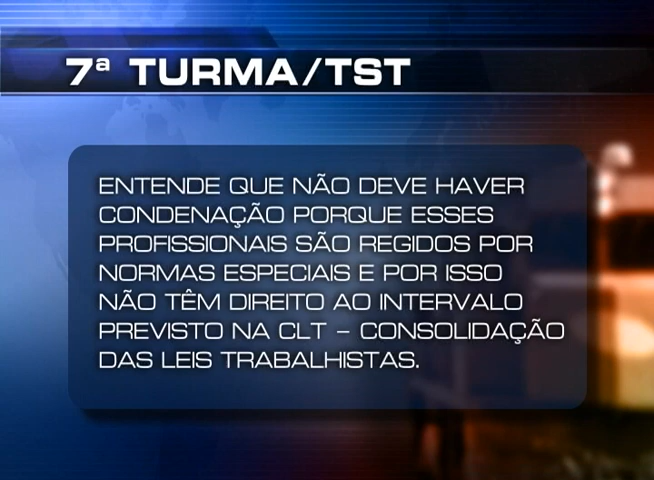 7ª TURMA/TST
ENTENDE QUE NÃO DEVE HAVER
CONDENAÇÃO PORQUE ESSES
PROFISSIONAIS SÃO REGIDOS POR
NORMAS ESPECIAIS E POR ISSO
NÃO TÊM DIREITO AO INTERVALO
PREVISTO NA CLT – CONSOLIDAÇÃO
DAS LEIS TRABALHISTAS.